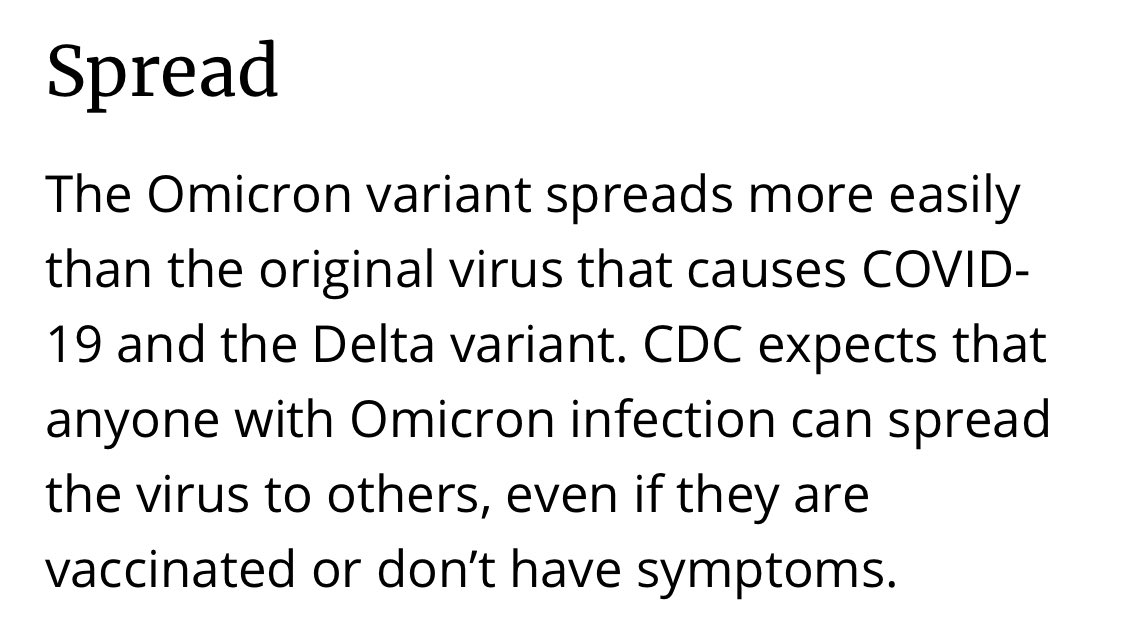 Spread
The Omicron variant spreads more easily
than the original virus that causes COVID-
19 and the Delta variant. CDC expects that
anyone with Omicron infection can spread
the virus to others, even if they are
vaccinated or don’t have symptoms.